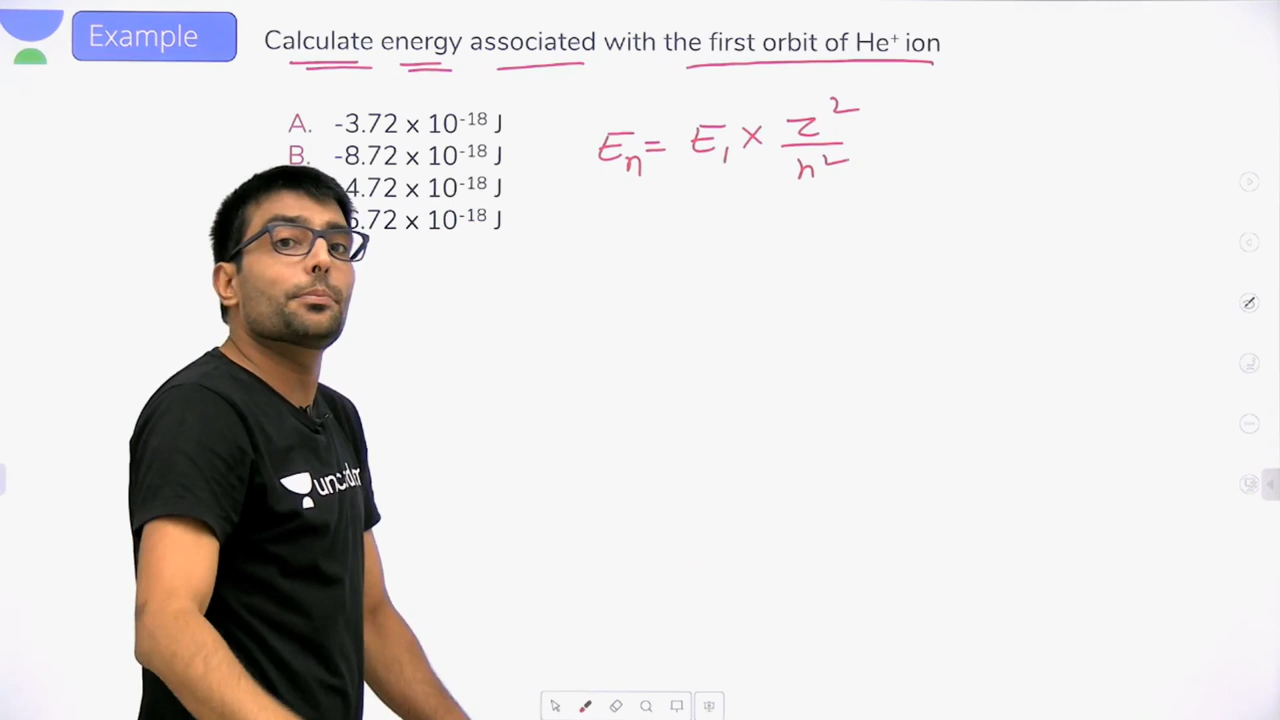 Example
Calculate energy associated with the first orbit of He⁺ ion
A. -3.72 x 10⁻¹⁸ J
B. -8.72 x 10⁻¹⁸ J
4.72 x 10⁻¹⁸ J
6.72 x 10⁻¹⁸ J
Eₙ = E₁ × z²/n²